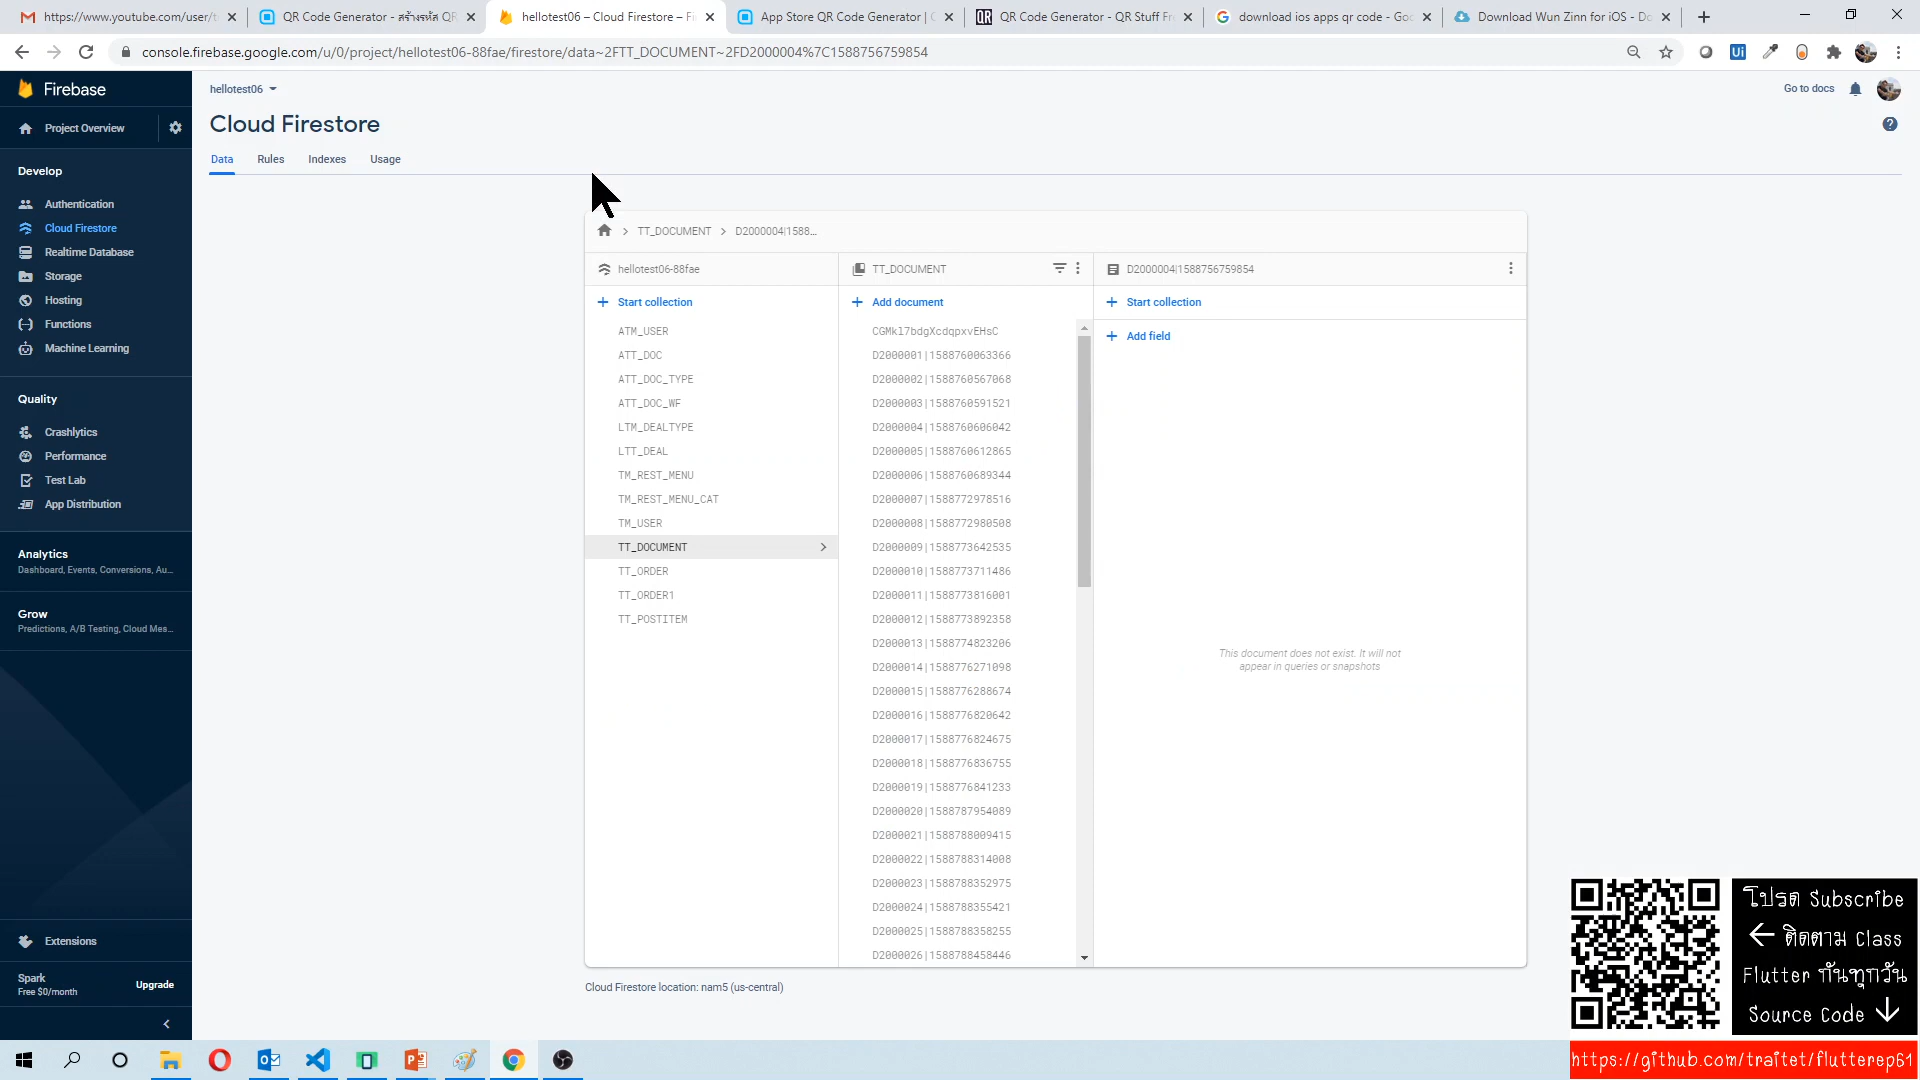 https://www.youtube.com/user/t
QR Code Generator - สร้างรหัส QR
hellotest06 – Cloud Firestore – Fi
App Store QR Code Generator | C
QR Code Generator - QR Stuff Fr
download ios apps qr code - Goo
Download Wun Zinn for iOS - Do
console.firebase.google.com/u/0/project/hellotest06-88fae/firestore/data~2FTT_DOCUMENT~2FD2000004%7C1588756759854
Ui
Firebase
Project Overview
Develop
Authentication
Cloud Firestore
Realtime Database
Storage
Hosting
Functions
Machine Learning
Quality
Crashlytics
Performance
Test Lab
App Distribution
Analytics
Dashboard, Events, Conversions, Au...
Grow
Predictions, A/B Testing, Cloud Mes...
Extensions
Spark
Free $0/month
Upgrade
hellotest06
Go to docs
Cloud Firestore
Data Rules Indexes Usage
TT_DOCUMENT
D2000004|1588...
hellotest06-88fae
Start collection
ATM_USER
ATT_DOC
ATT_DOC_TYPE
ATT_DOC_WF
LTM_DEALTYPE
LTT_DEAL
TM_REST_MENU
TM_REST_MENU_CAT
TM_USER
TT_DOCUMENT
TT_ORDER
TT_ORDER1
TT_POSTITEM
TT_DOCUMENT
Add document
CGMkl7bdgXcdqpxvEHsC
D2000001|1588760063366
D2000002|1588760567068
D2000003|1588760591521
D2000004|1588760606042
D2000005|1588760612865
D2000006|1588760689344
D2000007|1588772978516
D2000008|1588772980508
D2000009|1588773642535
D2000010|1588773711486
D2000011|1588773816001
D2000012|1588773892358
D2000013|1588774823206
D2000014|1588776271098
D2000015|1588776288674
D2000016|1588776820642
D2000017|1588776824675
D2000018|1588776836755
D2000019|1588776841233
D2000020|1588787954089
D2000021|1588788009415
D2000022|1588788314008
D2000023|1588788352975
D2000024|1588788355421
D2000025|1588788358255
D2000026|1588788458446
D2000004|1588756759854
Start collection
Add field
This document does not exist. It will not
appear in queries or snapshots
Cloud Firestore location: nam5 (us-central)
โปรด Subscribe
← ติดตาม Class
Flutter กันทุกวัน
Source Code ↓
https://github.com/traitet/flutterep61